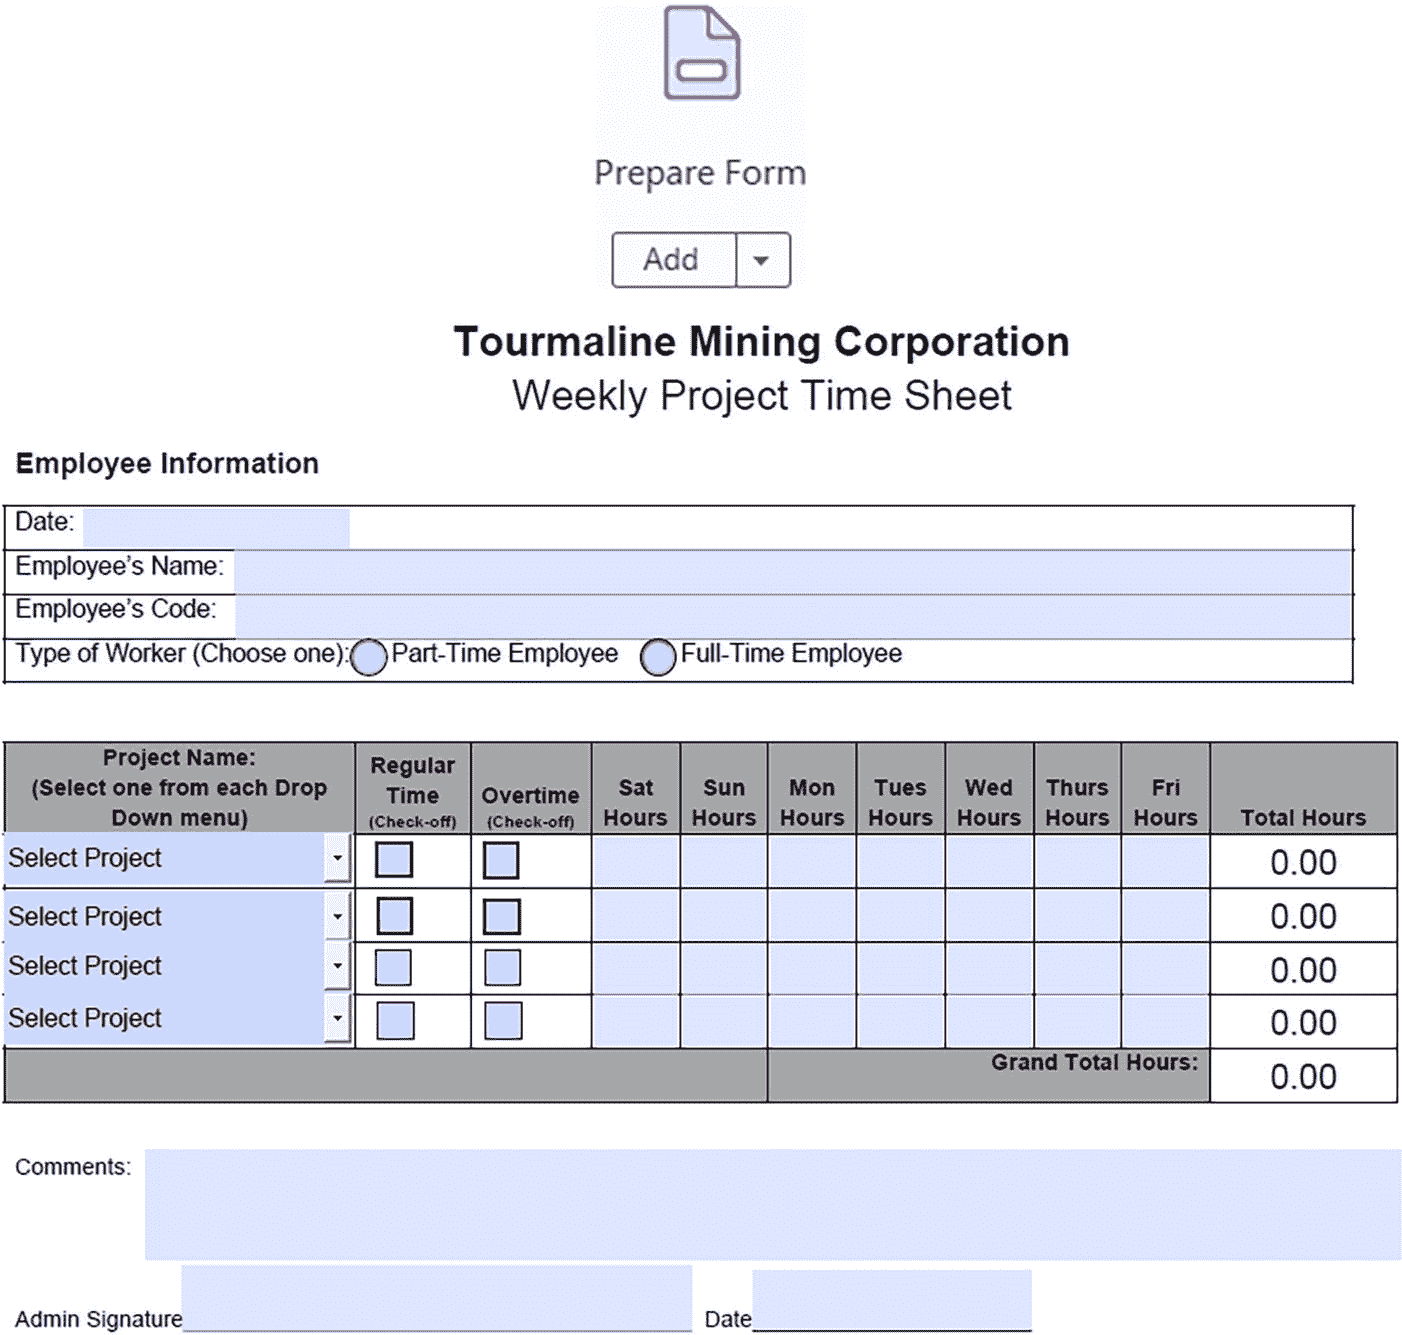 Prepare Form
Add
Tourmaline Mining Corporation
Weekly Project Time Sheet
Employee Information
Date:
Employee’s Name:
Employee’s Code:
Type of Worker (Choose one): Part-Time Employee Full-Time Employee
Project Name:
(Select one from each Drop
Down menu)
Regular
Time
(Check-off)
Overtime
(Check-off)
Sat
Hours
Sun
Hours
Mon
Hours
Tues
Hours
Wed
Hours
Thurs
Hours
Fri
Hours
Total Hours
Select Project 0.00
Select Project 0.00
Select Project 0.00
Select Project 0.00
Grand Total Hours: 0.00
Comments:
Admin Signature Date